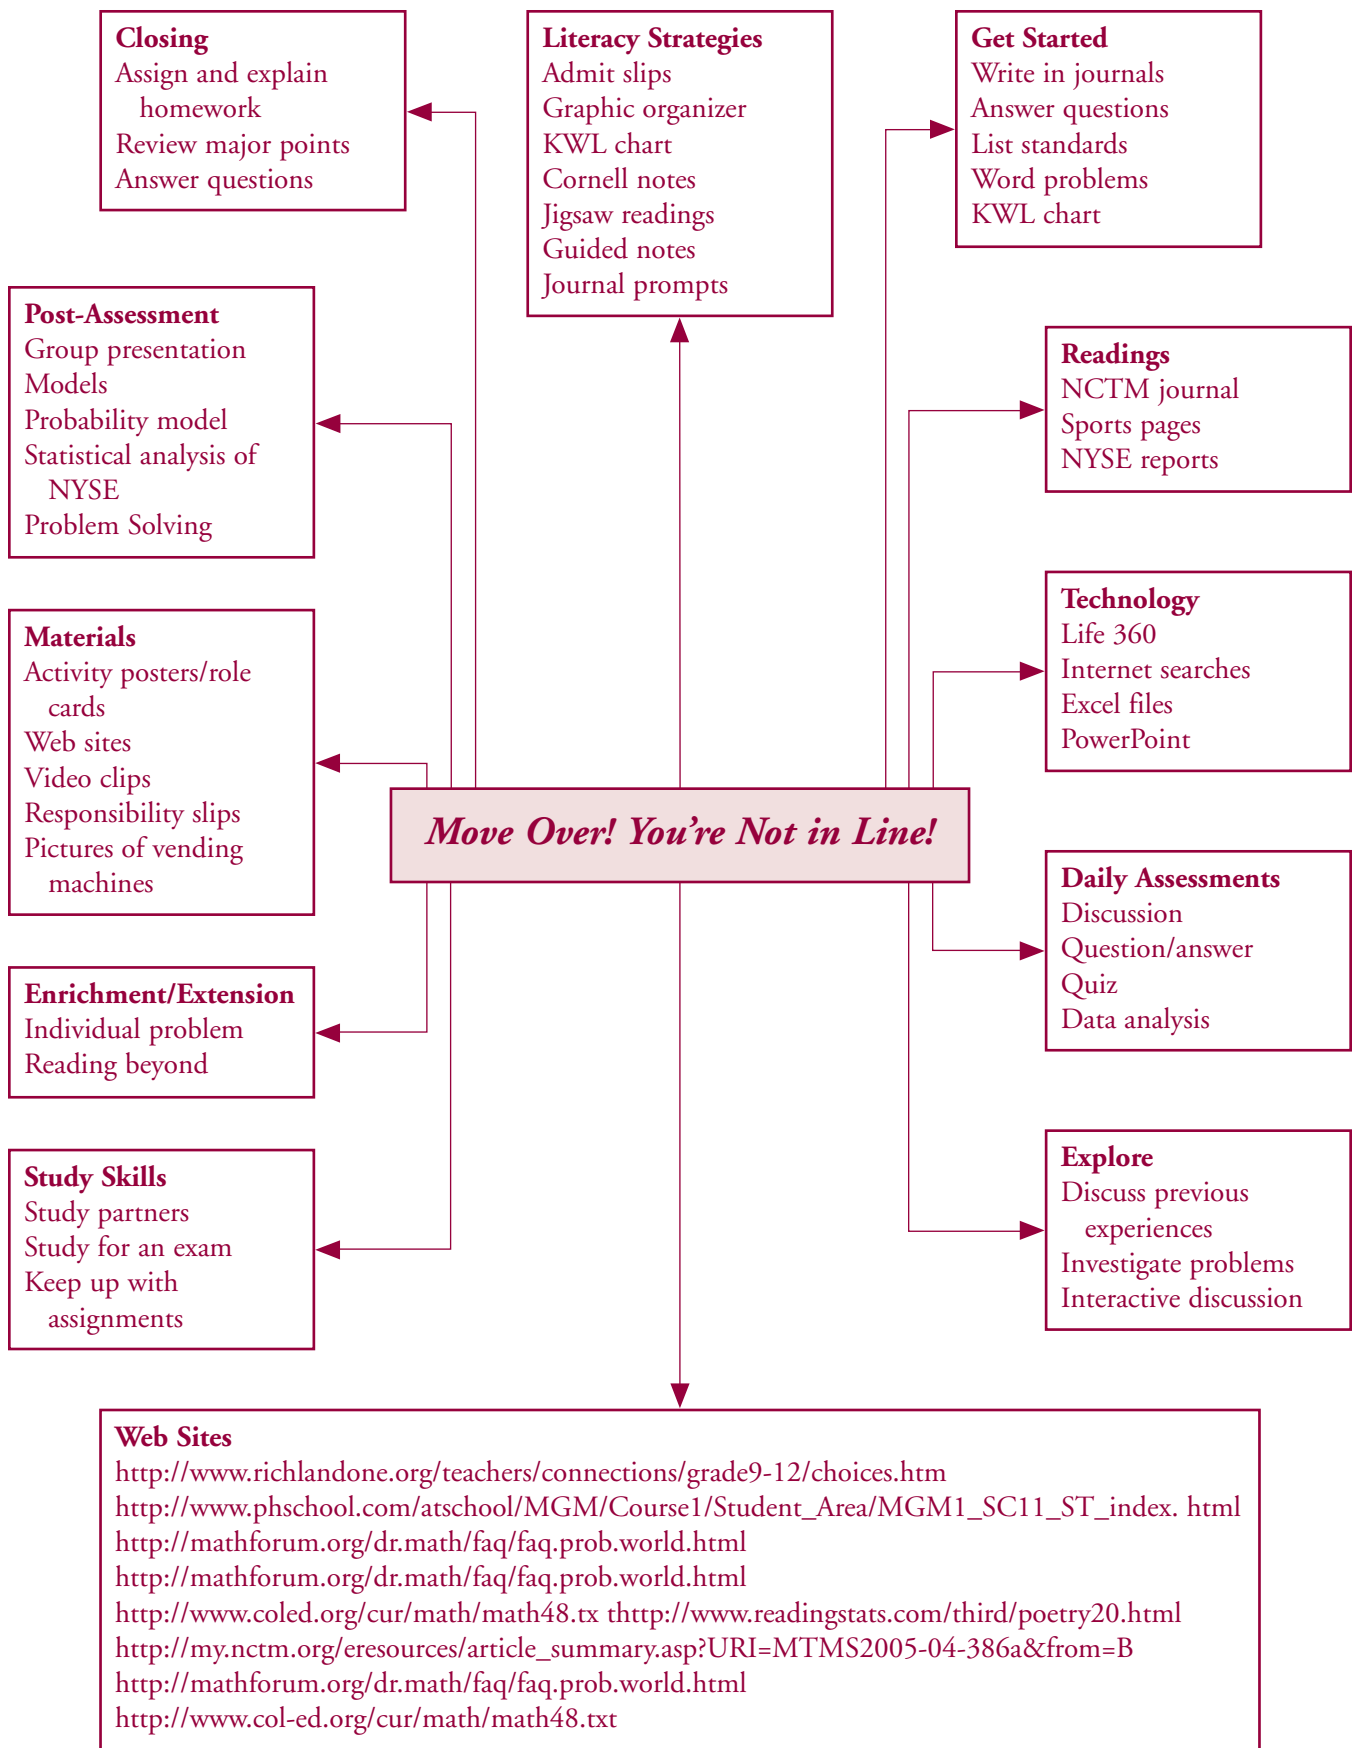 Closing
Assign and explain
homework
Review major points
Answer questions
Literacy Strategies
Admit slips
Graphic organizer
KWL chart
Cornell notes
Jigsaw readings
Guided notes
Journal prompts
Get Started
Write in journals
Answer questions
List standards
Word problems
KWL chart
Post-Assessment
Group presentation
Models
Probability model
Statistical analysis of
NYSE
Problem Solving
Readings
NCTM journal
Sports pages
NYSE reports
Materials
Activity posters/role
cards
Web sites
Video clips
Responsibility slips
Pictures of vending
machines
Technology
Life 360
Internet searches
Excel files
PowerPoint
Move Over! You're Not in Line!
Daily Assessments
Discussion
Question/answer
Quiz
Data analysis
Enrichment/Extension
Individual problem
Reading beyond
Study Skills
Study partners
Study for an exam
Keep up with
assignments
Explore
Discuss previous
experiences
Investigate problems
Interactive discussion
Web Sites
http://www.richlandone.org/teachers/connections/grade9-12/choices.htm
http://www.phschool.com/atschool/MGM/Course1/Student_Area/MGM1_SC11_ST_index. html
http://mathforum.org/dr.math/faq/faq.prob.world.html
http://mathforum.org/dr.math/faq/faq.prob.world.html
http://www.coled.org/cur/math/math48.tx thttp://www.readingstats.com/third/poetry20.html
http://my.nctm.org/eresources/article_summary.asp?URI=MTMS2005-04-386a&from=B
http://mathforum.org/dr.math/faq/faq.prob.world.html
http://www.col-ed.org/cur/math/math48.txt